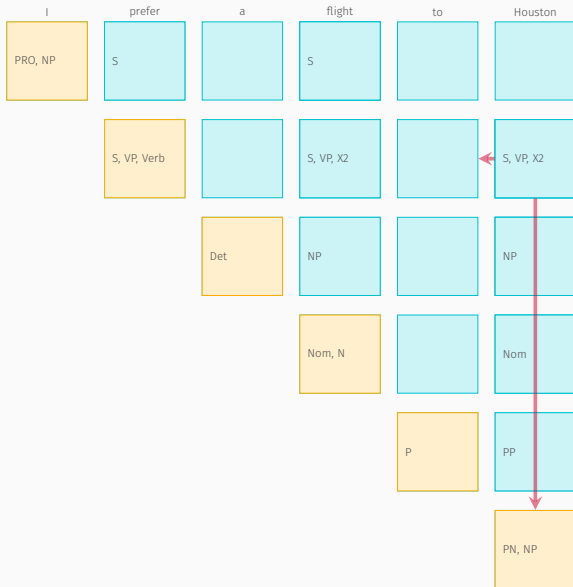 I prefer a flight to Houston
PRO, NP S S
S, VP, Verb S, VP, X2 S, VP, X2
Det NP NP
Nom, N Nom
P PP
PN, NP